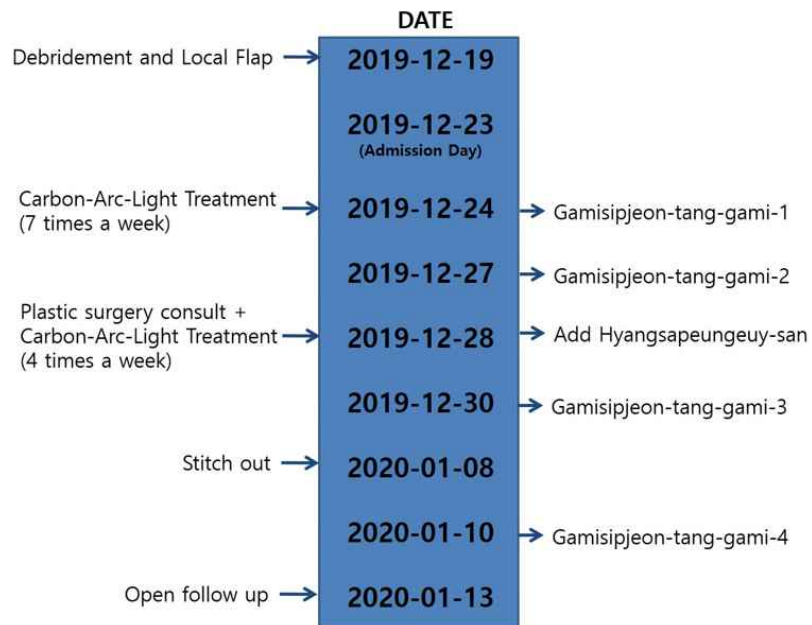 DATE
Debridement and Local Flap
2019-12-19
2019-12-23
(Admission Day)
Carbon-Arc-Light Treatment
(7 times a week)
2019-12-24
Gamisipjeon-tang-gami-1
2019-12-27
Gamisipjeon-tang-gami-2
Plastic surgery consult +
Carbon-Arc-Light Treatment
(4 times a week)
2019-12-28
Add Hyangsapeungeuy-san
2019-12-30
Gamisipjeon-tang-gami-3
Stitch out
2020-01-08
2020-01-10
Gamisipjeon-tang-gami-4
Open follow up
2020-01-13